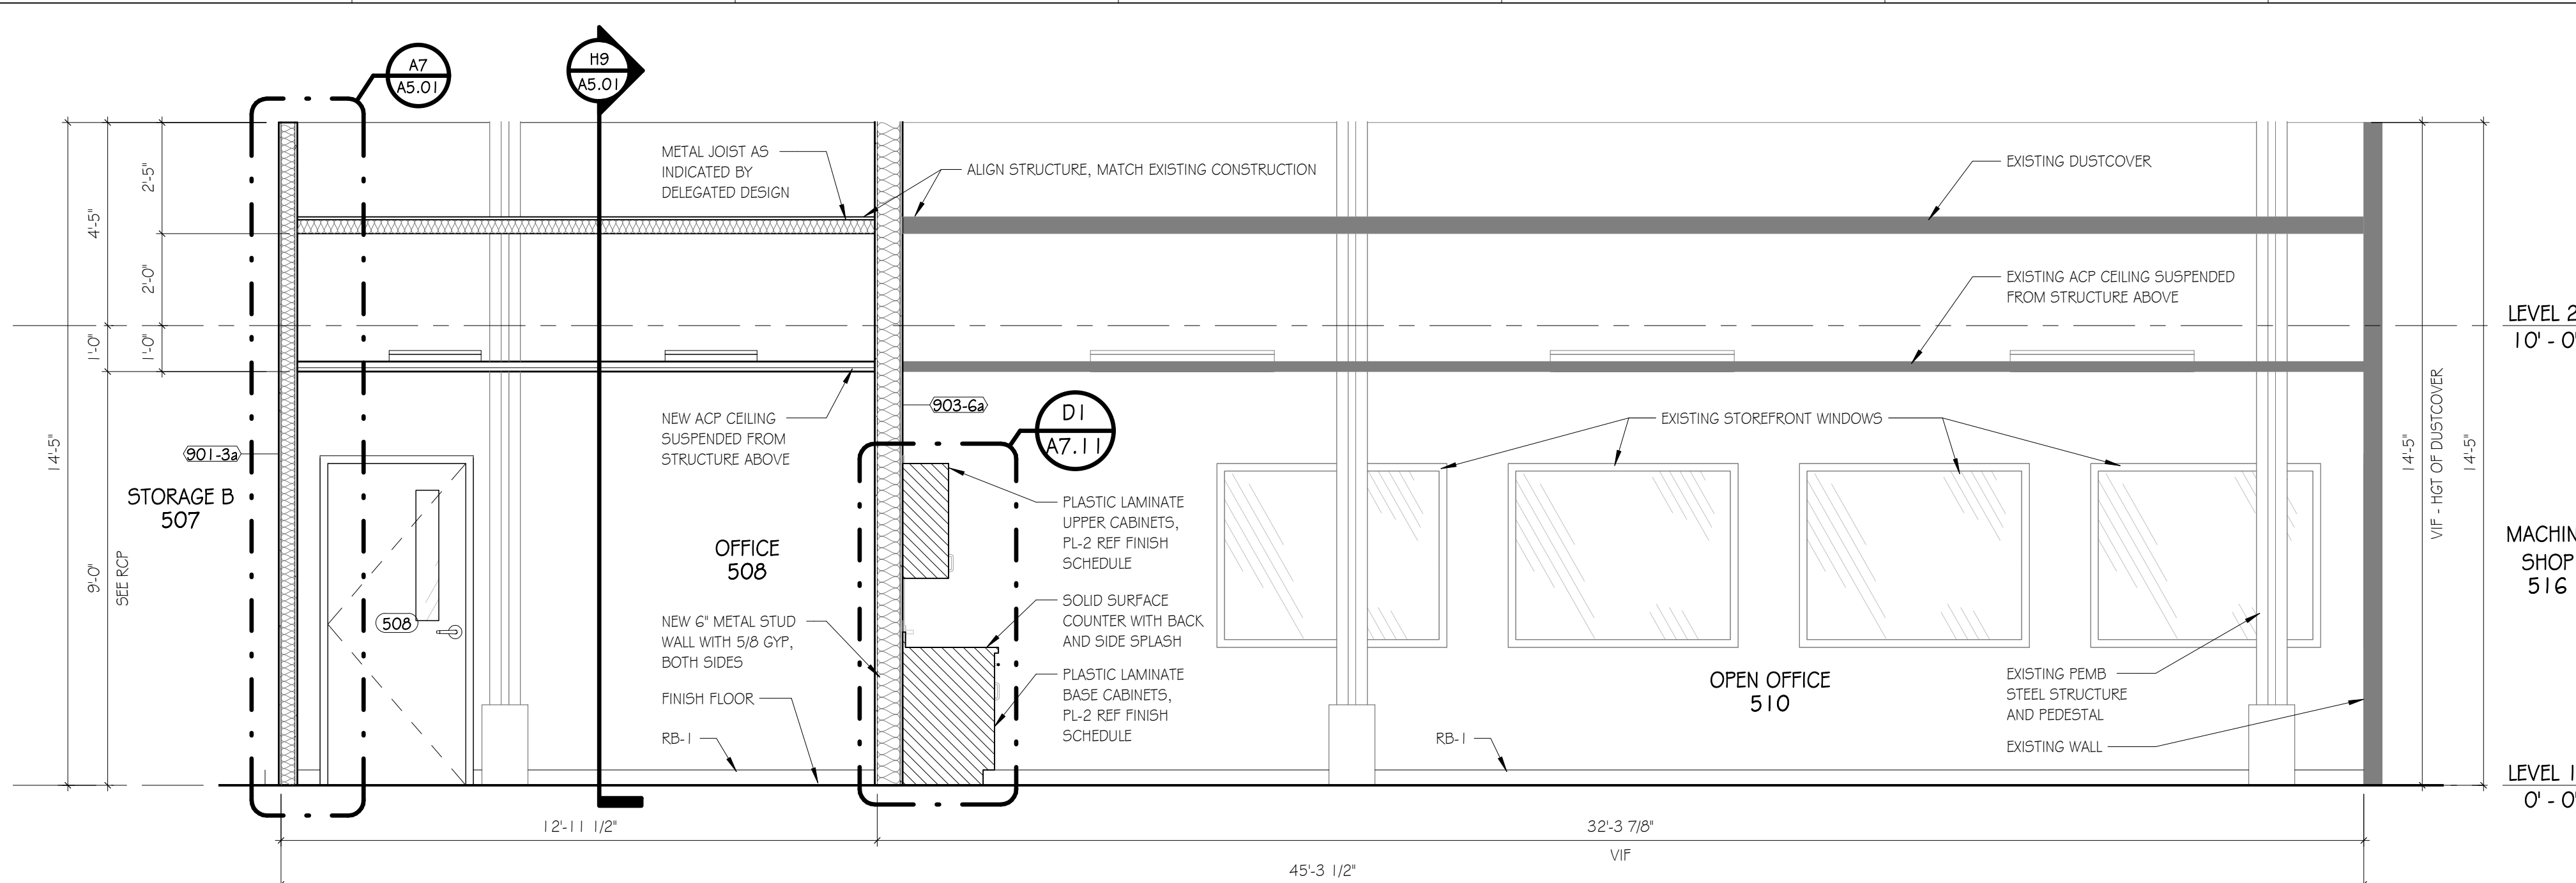 A7
A5.01
H9
A5.01
METAL JOIST AS
INDICATED BY
DELEGATED DESIGN
ALIGN STRUCTURE, MATCH EXISTING CONSTRUCTION
EXISTING DUSTCOVER
2'-5"
4'-5"
2'-0"
1'-0"
1'-0"
14'-5"
9'-0"
SEE RCP
EXISTING ACP CEILING SUSPENDED
FROM STRUCTURE ABOVE
LEVEL 2
10' - 0"
NEW ACP CEILING
SUSPENDED FROM
STRUCTURE ABOVE
903-6a
D1
A7.11
EXISTING STOREFRONT WINDOWS
901-3a
STORAGE B
507
OFFICE
508
508
PLASTIC LAMINATE
UPPER CABINETS,
PL-2 REF FINISH
SCHEDULE
SOLID SURFACE
COUNTER WITH BACK
AND SIDE SPLASH
PLASTIC LAMINATE
BASE CABINETS,
PL-2 REF FINISH
SCHEDULE
NEW 6" METAL STUD
WALL WITH 5/8 GYP,
BOTH SIDES
FINISH FLOOR
RB-1
RB-1
OPEN OFFICE
510
EXISTING PEMB
STEEL STRUCTURE
AND PEDESTAL
EXISTING WALL
14'-5"
VIF - HGT OF DUSTCOVER
14'-5"
MACHIN
SHOP
516
LEVEL 1
0' - 0"
12'-11 1/2"
32'-3 7/8"
VIF
45'-3 1/2"